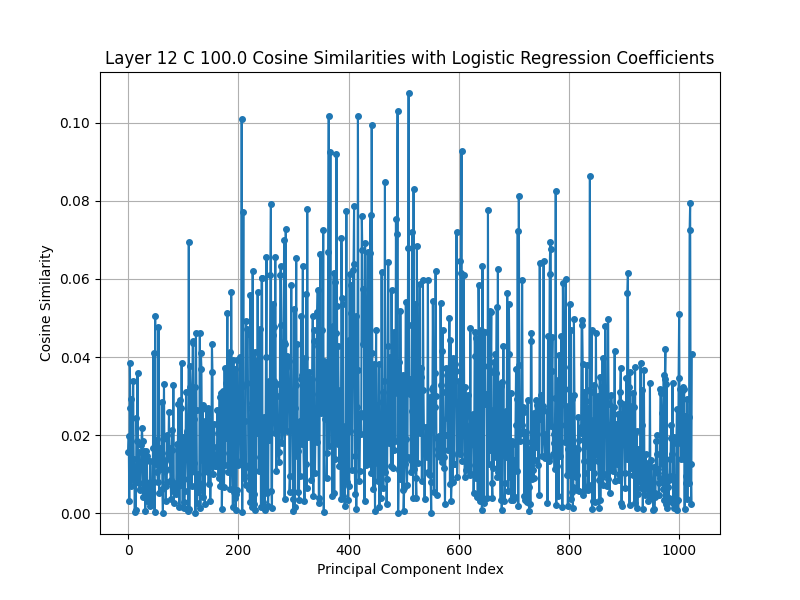 Layer 12 C 100.0 Cosine Similarities with Logistic Regression Coefficients
0.10
0.08
0.06
0.04
0.02
0.00
Cosine Similarity
0 200 400 600 800 1000
Principal Component Index